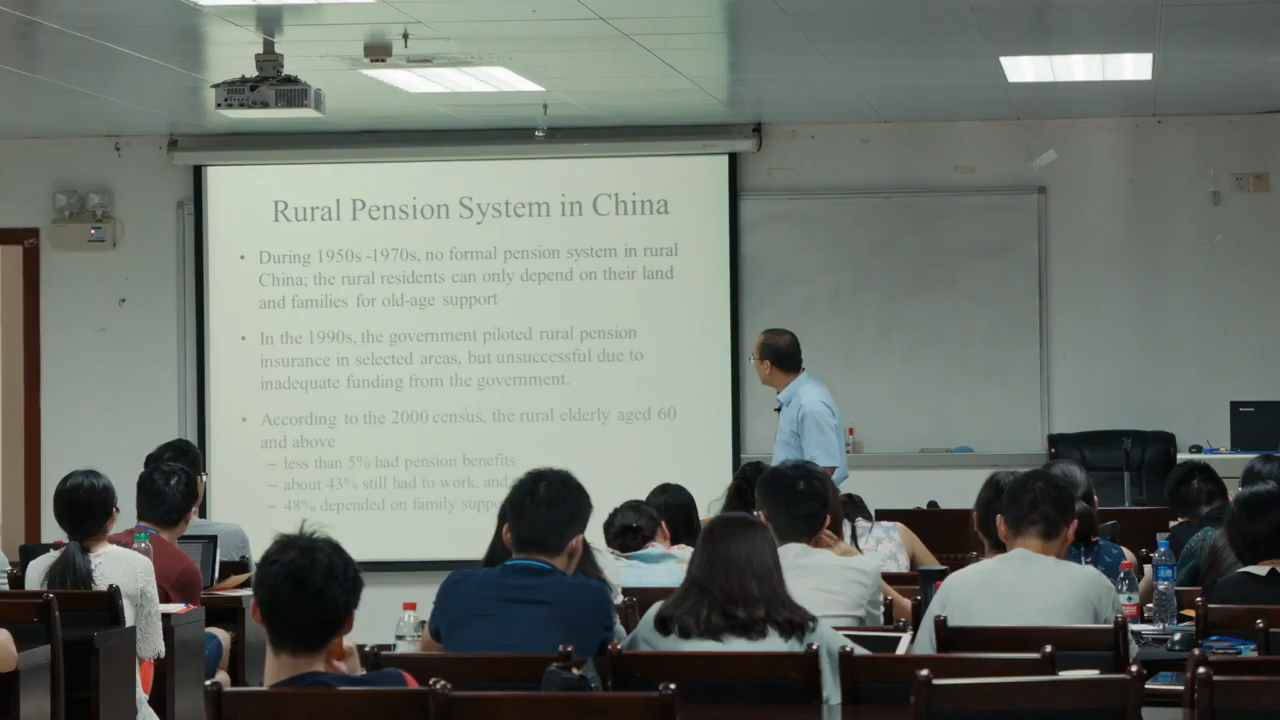 Rural Pension System in China
• During 1950s-1970s, no formal pension system in rural
China; the rural residents can only depend on their land
and families for old-age support
• In the 1990s, the government piloted rural pension
insurance in selected areas, but unsuccessful due to
inadequate funding from the government.
• According to the 2000 census, the rural elderly aged 60
and above
– less than 5% had pension benefits
– about 43% still had to work, and
– 48% depended on family